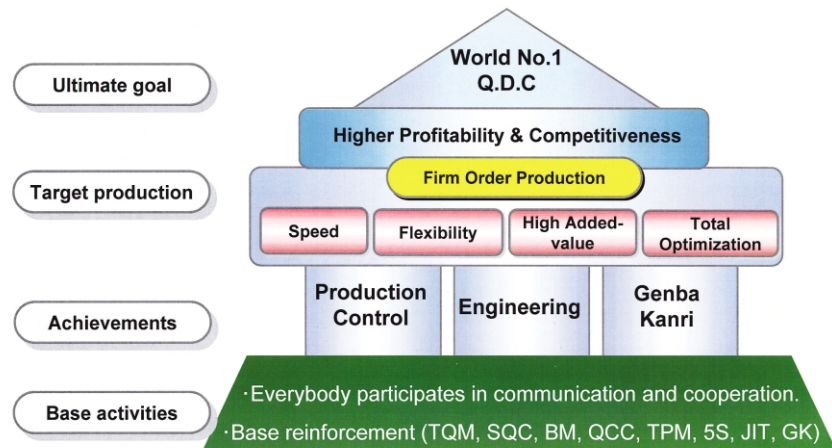 World No.1
Q.D.C
Ultimate goal
Higher Profitability & Competitiveness
Firm Order Production
Target production
Speed
Flexibility
High Added-
value
Total
Optimization
Production
Control
Engineering
Genba
Kanri
Achievements
·Everybody participates in communication and cooperation.
Base activities
·Base reinforcement (TQM, SQC, BM, QCC, TPM, 5S, JIT, GK)